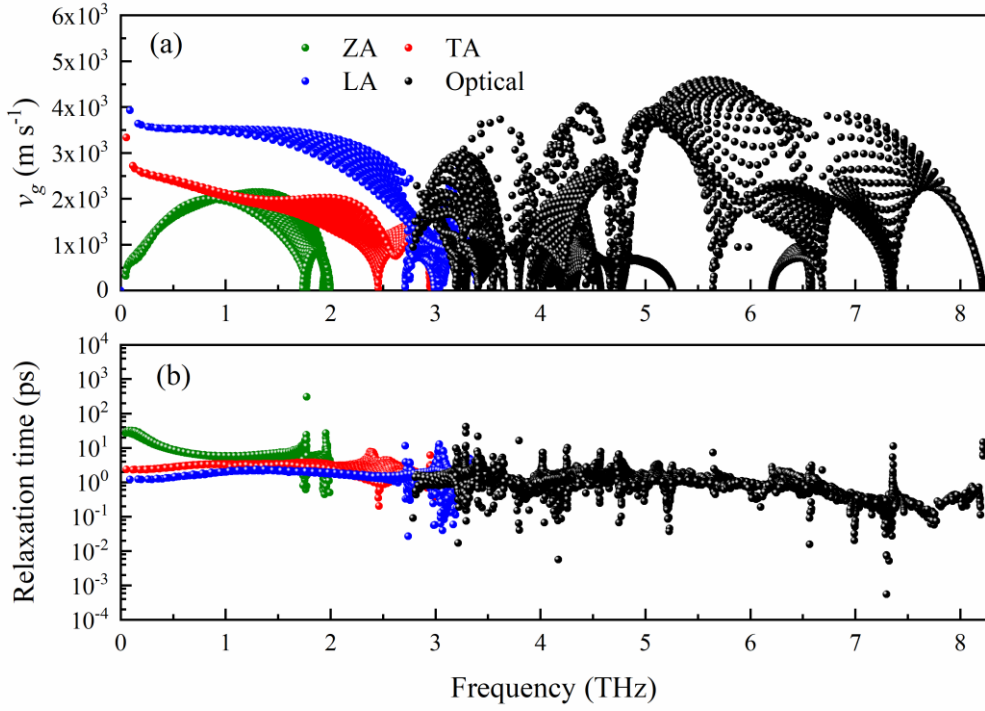 6x10³
5x10³
4x10³
3x10³
2x10³
1x10³
0
v_g (m s⁻¹)
(a)
ZA
TA
LA
Optical
0 1 2 3 4 5 6 7 8
10⁴
10³
10²
10¹
10⁰
10⁻¹
10⁻²
10⁻³
10⁻⁴
Relaxation time (ps)
(b)
0 1 2 3 4 5 6 7 8
Frequency (THz)